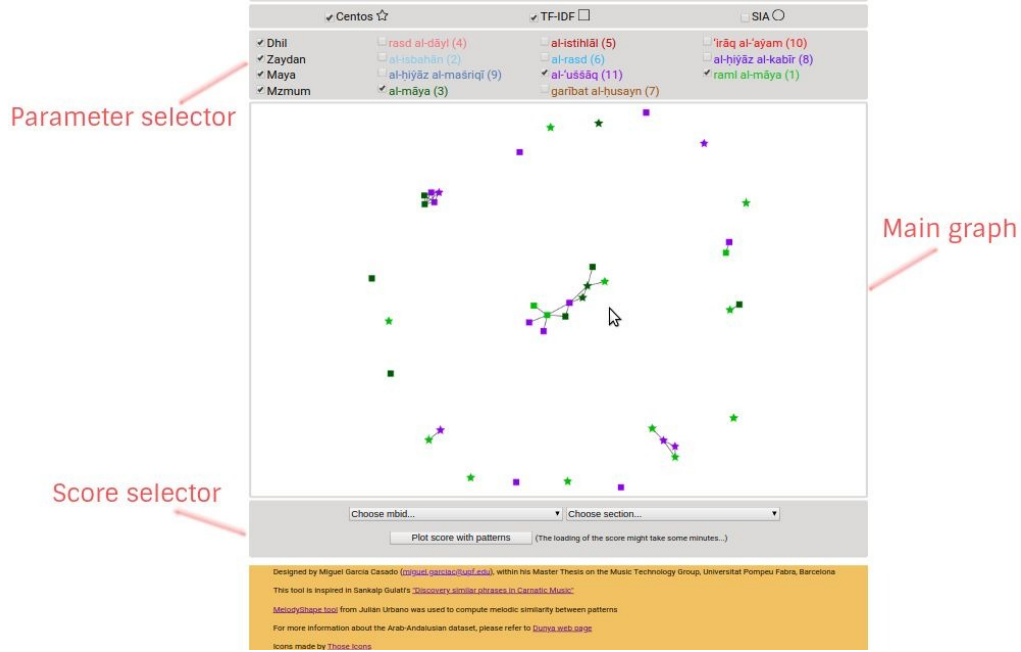 Centos TF-IDF SIA
Dhil rasd al-dāyl (4) al-istihlāl (5) 'irāq al-'aŷam (10)
Zaydan al-isbahān (2) al-rasd (6) al-ḥiŷāz al-kabīr (8)
Maya al-ḥiŷāz al-mašriqī (9) al-'uššāq (11) raml al-māya (1)
Mzmum al-māya (3) garībat al-ḥusayn (7)
Parameter selector
Main graph
Score selector
Choose mbid... Choose section...
Plot score with patterns (The loading of the score might take some minutes...)
Designed by Miguel García Casado (miguel.garciac@upf.edu), within his Master Thesis on the Music Technology Group, Universitat Pompeu Fabra, Barcelona
This tool is inspired in Sankalp Gulati's "Discovery similar phrases in Carnatic Music"
MelodyShape tool from Julián Urbano was used to compute melodic similarity between patterns
For more information about the Arab-Andalusian dataset, please refer to Dunya web page
Icons made by Those Icons